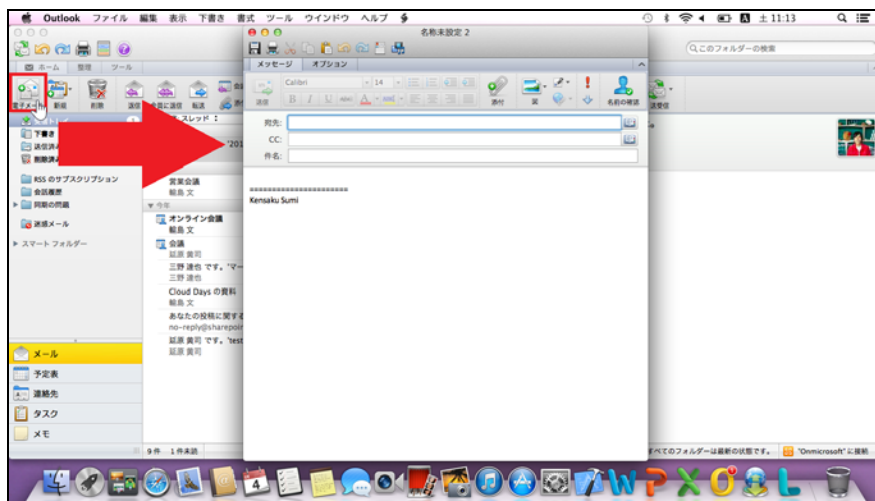 Outlook ファイル 編集 表示 下書き 書式 ツール ウインドウ ヘルプ
土 11:13
名称未設定 2
このフォルダーの検索
ホーム 整理 ツール
メッセージ オプション
Calibri 14
B I U abc A
送信
添付
名前の確認
新規 削除 返信 全員に返信 転送
送受信
宛先:
CC:
件名:
======================
Kensaku Sumi
スレッド
下書き
送信済み
削除済み
RSS のサブスクリプション
会話履歴
同期の問題
迷惑メール
スマート フォルダー
'201
営業会議
輪島 文
今年
オンライン会議
輪島 文
会議
延原 黄司
三野 達也 です。'マー
三野 達也
Cloud Days の資料
輪島 文
あなたの投稿に関する
no-reply@sharepoin
延原 黄司 です。'test
延原 黄司
メール
予定表
連絡先
タスク
メモ
9 件 1 件未読
すべてのフォルダーは最新の状態です。
"Onmicrosoft" に接続